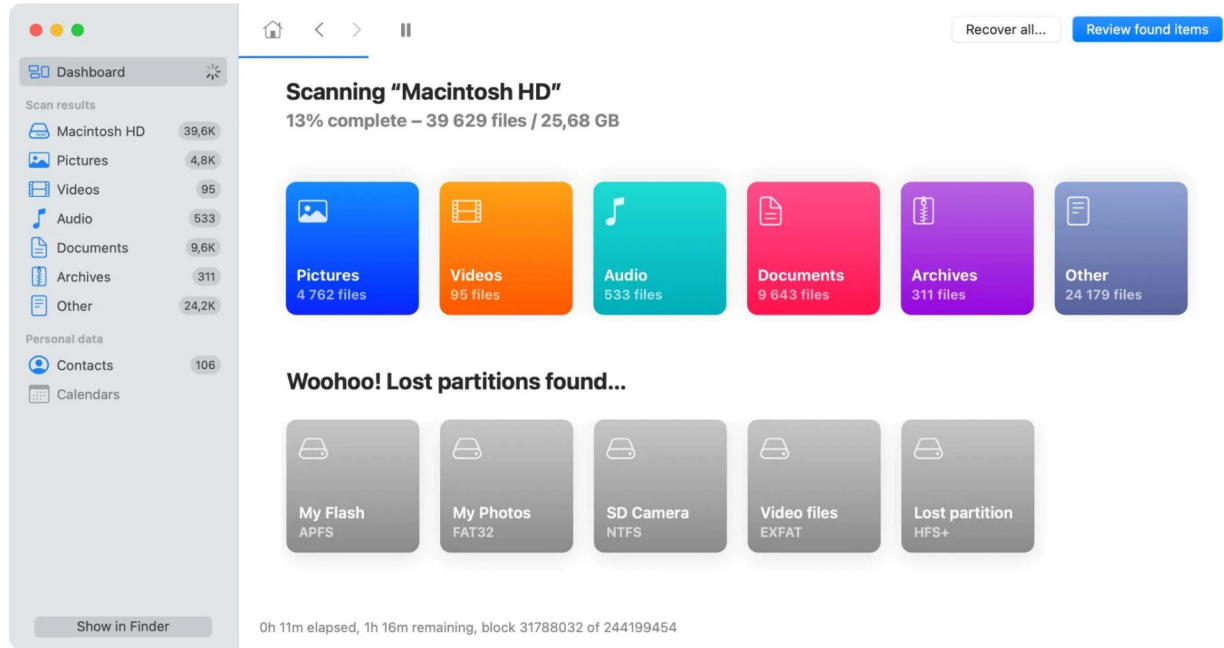 Recover all...
Review found items
Dashboard
Scan results
Macintosh HD 39,6K
Pictures 4,8K
Videos 95
Audio 533
Documents 9,6K
Archives 311
Other 24,2K
Personal data
Contacts 106
Calendars
Show in Finder
Scanning “Macintosh HD”
13% complete – 39 629 files / 25,68 GB
Pictures
4 762 files
Videos
95 files
Audio
533 files
Documents
9 643 files
Archives
311 files
Other
24 179 files
Woohoo! Lost partitions found...
My Flash
APFS
My Photos
FAT32
SD Camera
NTFS
Video files
EXFAT
Lost partition
HFS+
0h 11m elapsed, 1h 16m remaining, block 31788032 of 244199454